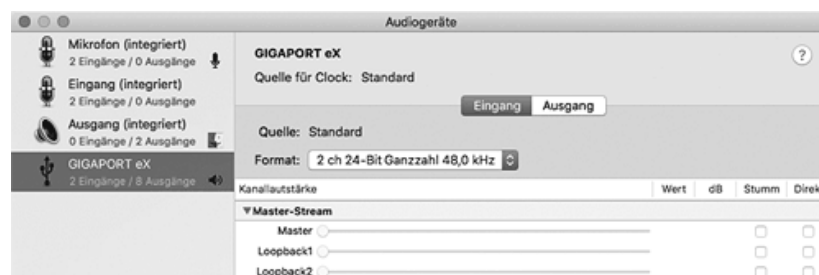 Audiogeräte
Mikrofon (integriert)
2 Eingänge / 0 Ausgänge
Eingang (integriert)
2 Eingänge / 0 Ausgänge
Ausgang (integriert)
0 Eingänge / 2 Ausgänge
GIGAPORT eX
2 Eingänge / 8 Ausgänge
GIGAPORT eX
?
Quelle für Clock: Standard
Eingang Ausgang
Quelle: Standard
Format: 2 ch 24-Bit Ganzzahl 48,0 kHz
Kanallautstärke Wert dB Stumm Direk
Master-Stream
Master
Loopback1
Loopback2